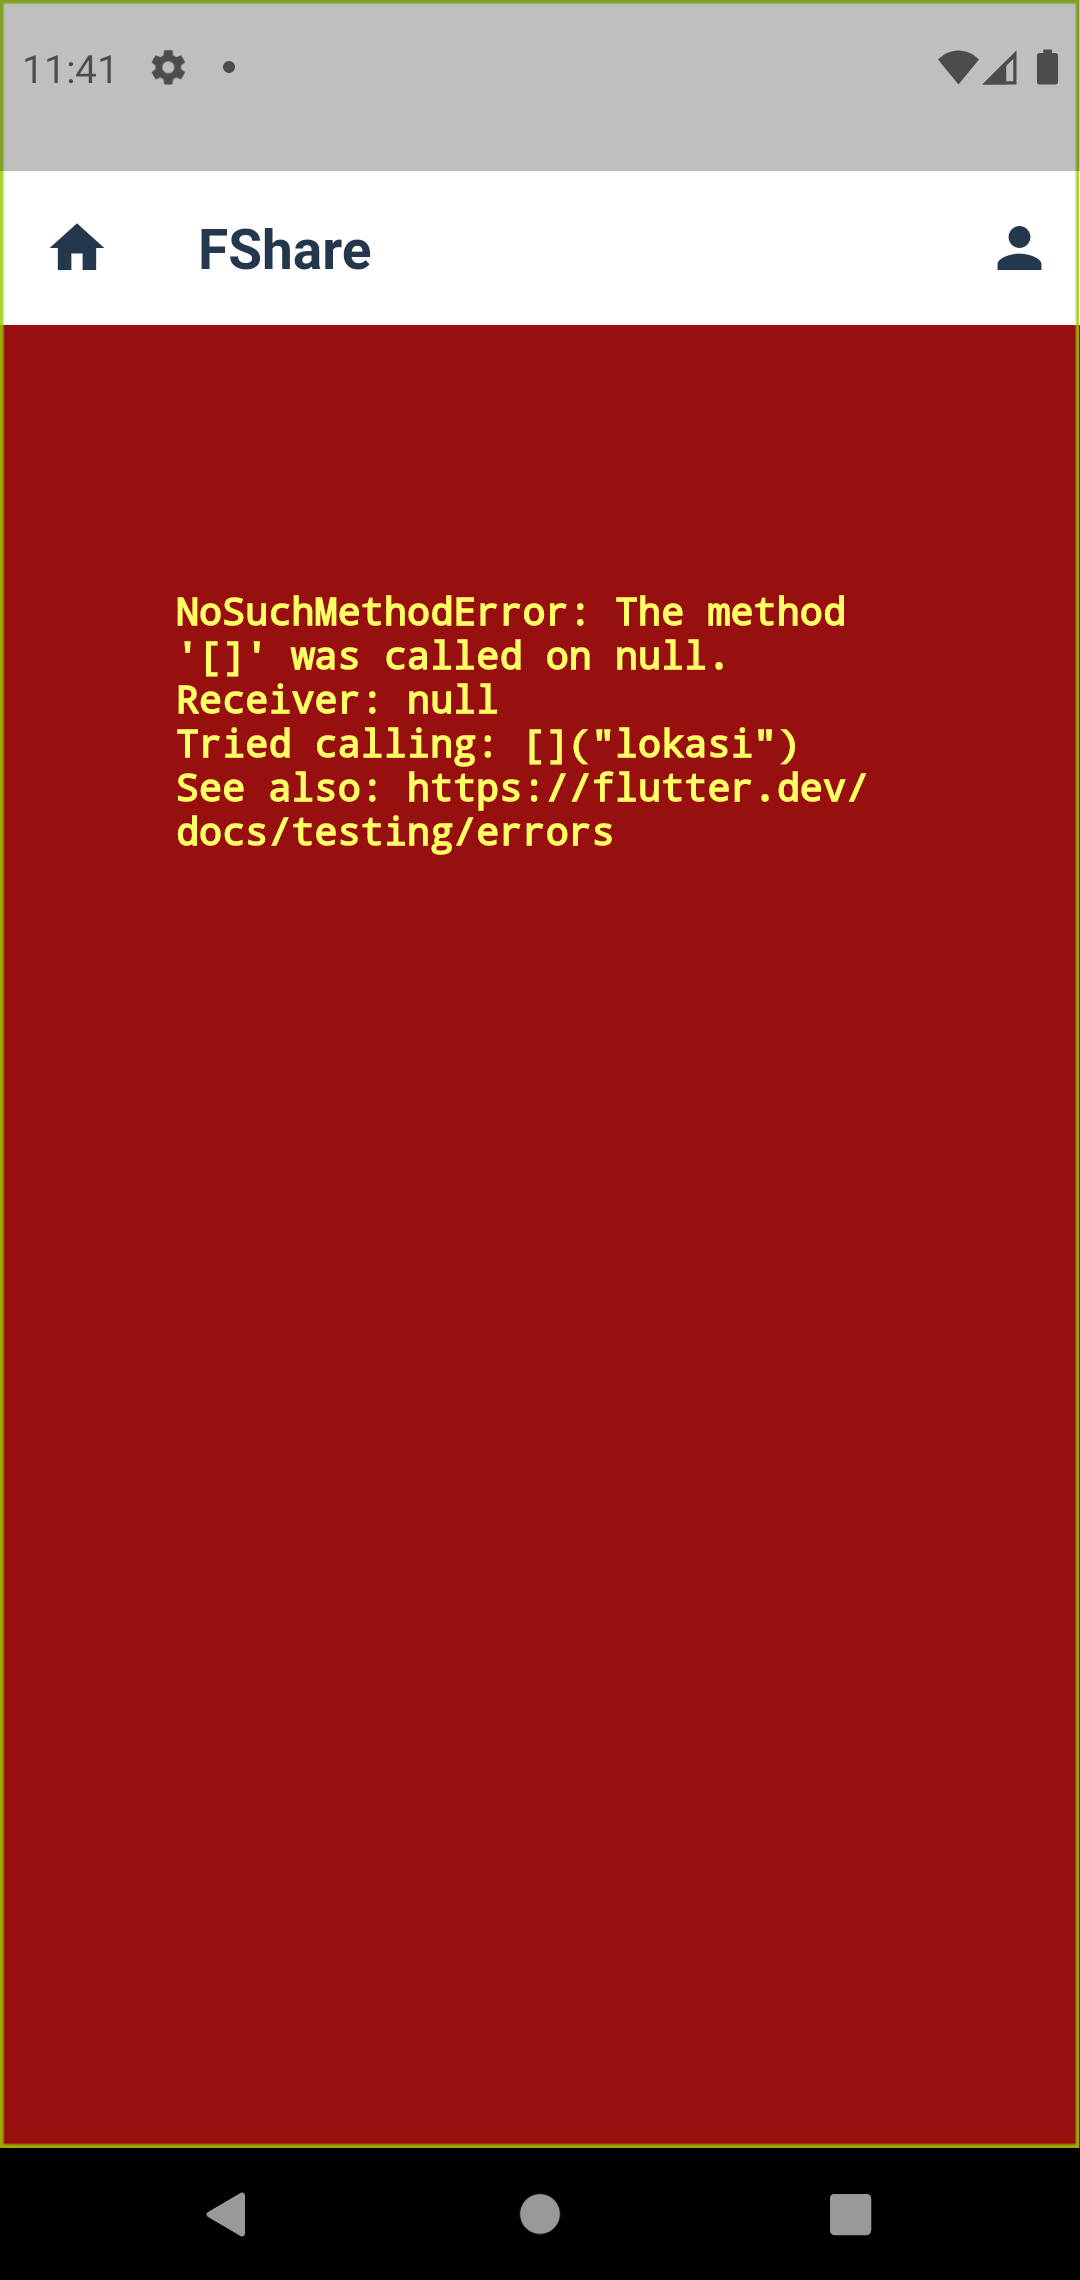 11:41
FShare
NoSuchMethodError: The method
'[]' was called on null.
Receiver: null
Tried calling: []("lokasi")
See also: https://flutter.dev/
docs/testing/errors